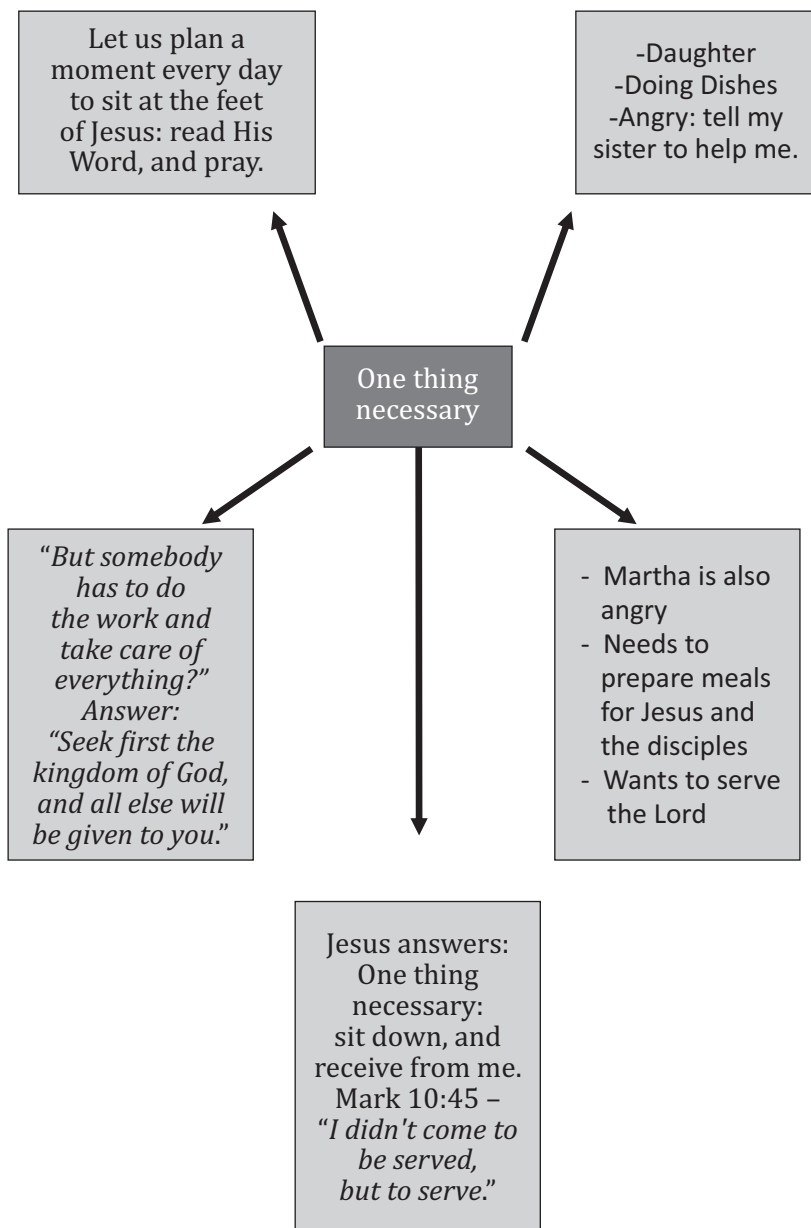 Let us plan a
moment every day
to sit at the feet
of Jesus: read His
Word, and pray.
-Daughter
-Doing Dishes
-Angry: tell my
sister to help me.
One thing
necessary
“But somebody
has to do
the work and
take care of
everything?”
Answer:
“Seek first the
kingdom of God,
and all else will
be given to you.”
- Martha is also
angry
- Needs to
prepare meals
for Jesus and
the disciples
- Wants to serve
the Lord
Jesus answers:
One thing
necessary:
sit down, and
receive from me.
Mark 10:45 –
“I didn't come to
be served,
but to serve.”